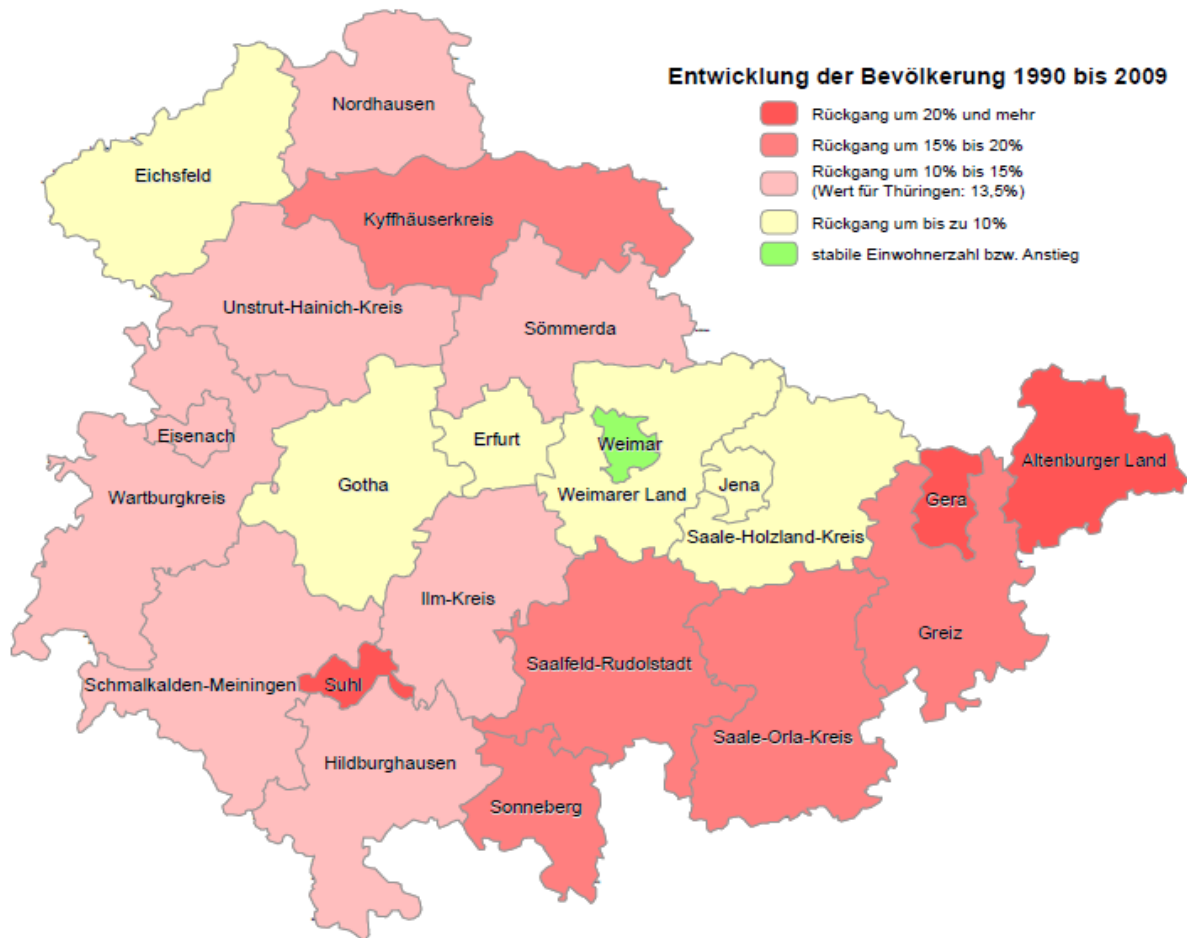 Entwicklung der Bevölkerung 1990 bis 2009
Rückgang um 20% und mehr
Rückgang um 15% bis 20%
Rückgang um 10% bis 15%
(Wert für Thüringen: 13,5%)
Rückgang um bis zu 10%
stabile Einwohnerzahl bzw. Anstieg
Nordhausen
Eichsfeld
Kyffhäuserkreis
Unstrut-Hainich-Kreis
Sömmerda
Eisenach
Erfurt
Weimar
Altenburger Land
Gotha
Jena
Wartburgkreis
Weimarer Land
Gera
Saale-Holzland-Kreis
Ilm-Kreis
Greiz
Saalfeld-Rudolstadt
Schmalkalden-Meiningen
Suhl
Saale-Orla-Kreis
Hildburghausen
Sonneberg